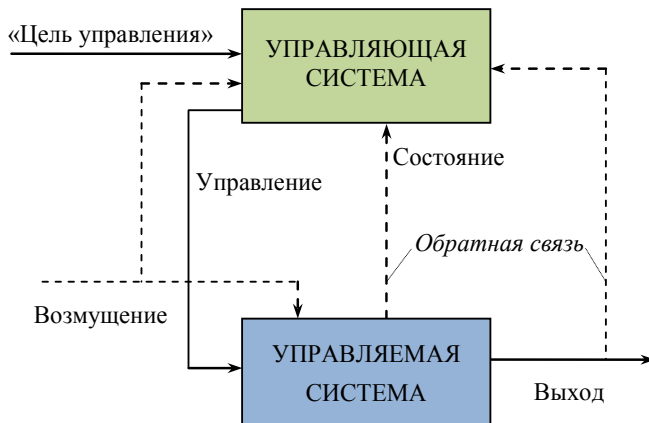 «Цель управления»
УПРАВЛЯЮЩАЯ
СИСТЕМА
Состояние
Управление
Обратная связь
Возмущение
УПРАВЛЯЕМАЯ
СИСТЕМА
Выход